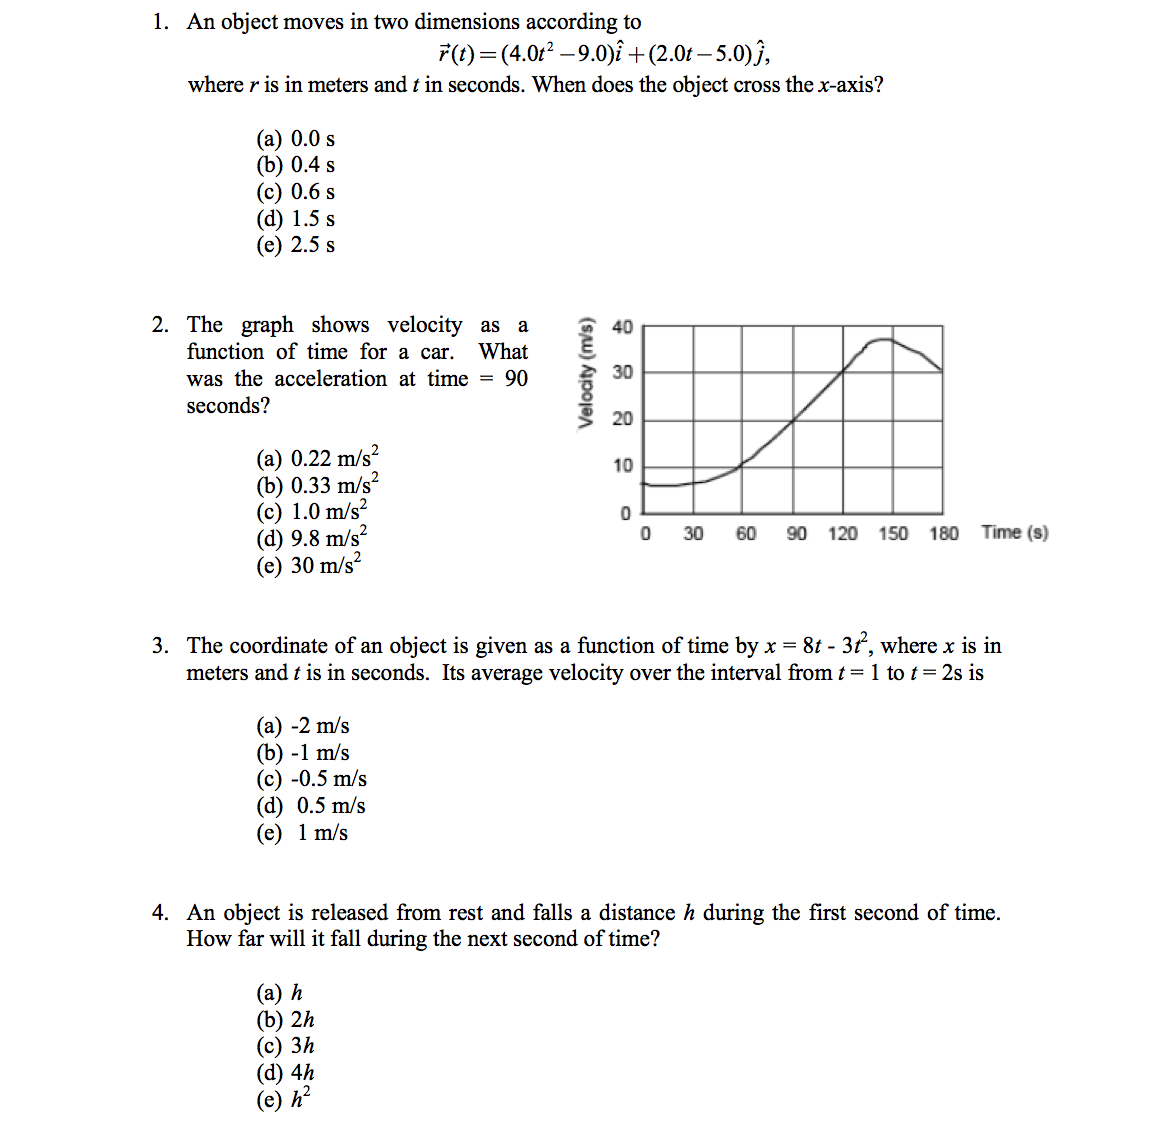 1. An object moves in two dimensions according to
r⃗(t) = (4.0t² – 9.0)î + (2.0t – 5.0)ĵ,
where r is in meters and t in seconds. When does the object cross the x-axis?
(a) 0.0 s
(b) 0.4 s
(c) 0.6 s
(d) 1.5 s
(e) 2.5 s
2. The graph shows velocity as a
function of time for a car. What
was the acceleration at time = 90
seconds?
(a) 0.22 m/s²
(b) 0.33 m/s²
(c) 1.0 m/s²
(d) 9.8 m/s²
(e) 30 m/s²
Velocity (m/s)
40
30
20
10
0
0 30 60 90 120 150 180 Time (s)
3. The coordinate of an object is given as a function of time by x = 8t - 3t², where x is in
meters and t is in seconds. Its average velocity over the interval from t = 1 to t = 2s is
(a) -2 m/s
(b) -1 m/s
(c) -0.5 m/s
(d) 0.5 m/s
(e) 1 m/s
4. An object is released from rest and falls a distance h during the first second of time.
How far will it fall during the next second of time?
(a) h
(b) 2h
(c) 3h
(d) 4h
(e) h²